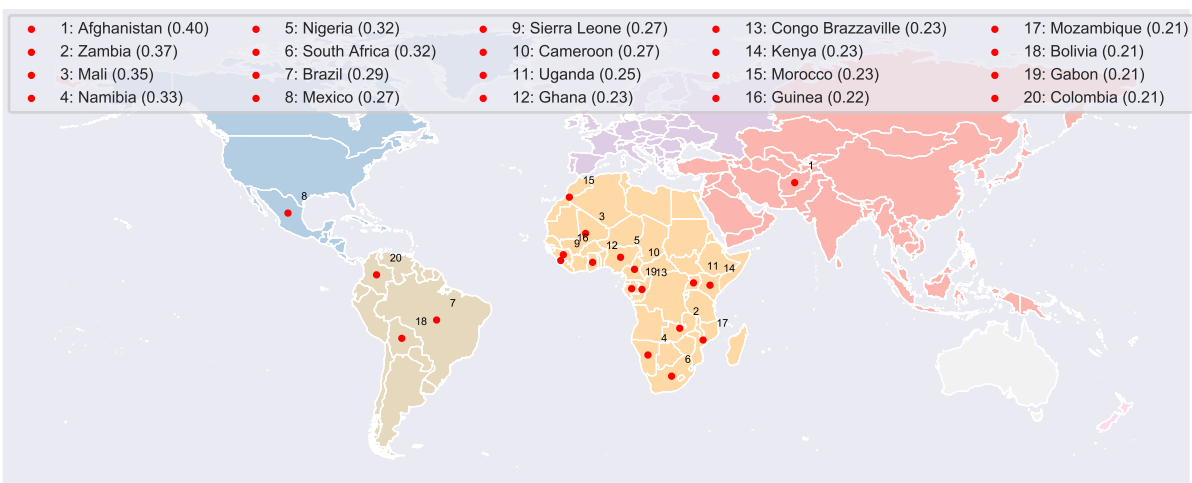 1: Afghanistan (0.40)
2: Zambia (0.37)
3: Mali (0.35)
4: Namibia (0.33)
5: Nigeria (0.32)
6: South Africa (0.32)
7: Brazil (0.29)
8: Mexico (0.27)
9: Sierra Leone (0.27)
10: Cameroon (0.27)
11: Uganda (0.25)
12: Ghana (0.23)
13: Congo Brazzaville (0.23)
14: Kenya (0.23)
15: Morocco (0.23)
16: Guinea (0.22)
17: Mozambique (0.21)
18: Bolivia (0.21)
19: Gabon (0.21)
20: Colombia (0.21)
1
15
8
3
16
9
12
5
10
20
19
13
11
14
7
2
18
17
4
6